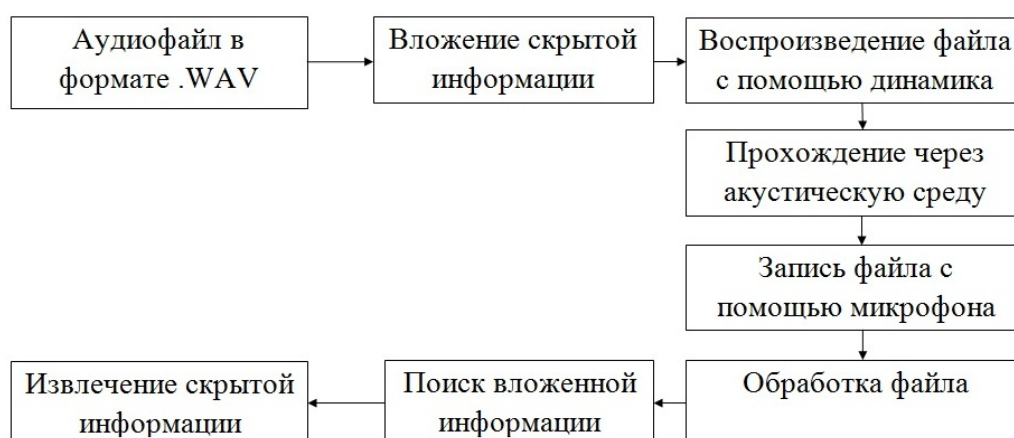 Аудиофайл в
формате .WAV
Вложение скрытой
информации
Воспроизведение файла
с помощью динамика
Прохождение через
акустическую среду
Запись файла с
помощью микрофона
Обработка файла
Поиск вложенной
информации
Извлечение скрытой
информации